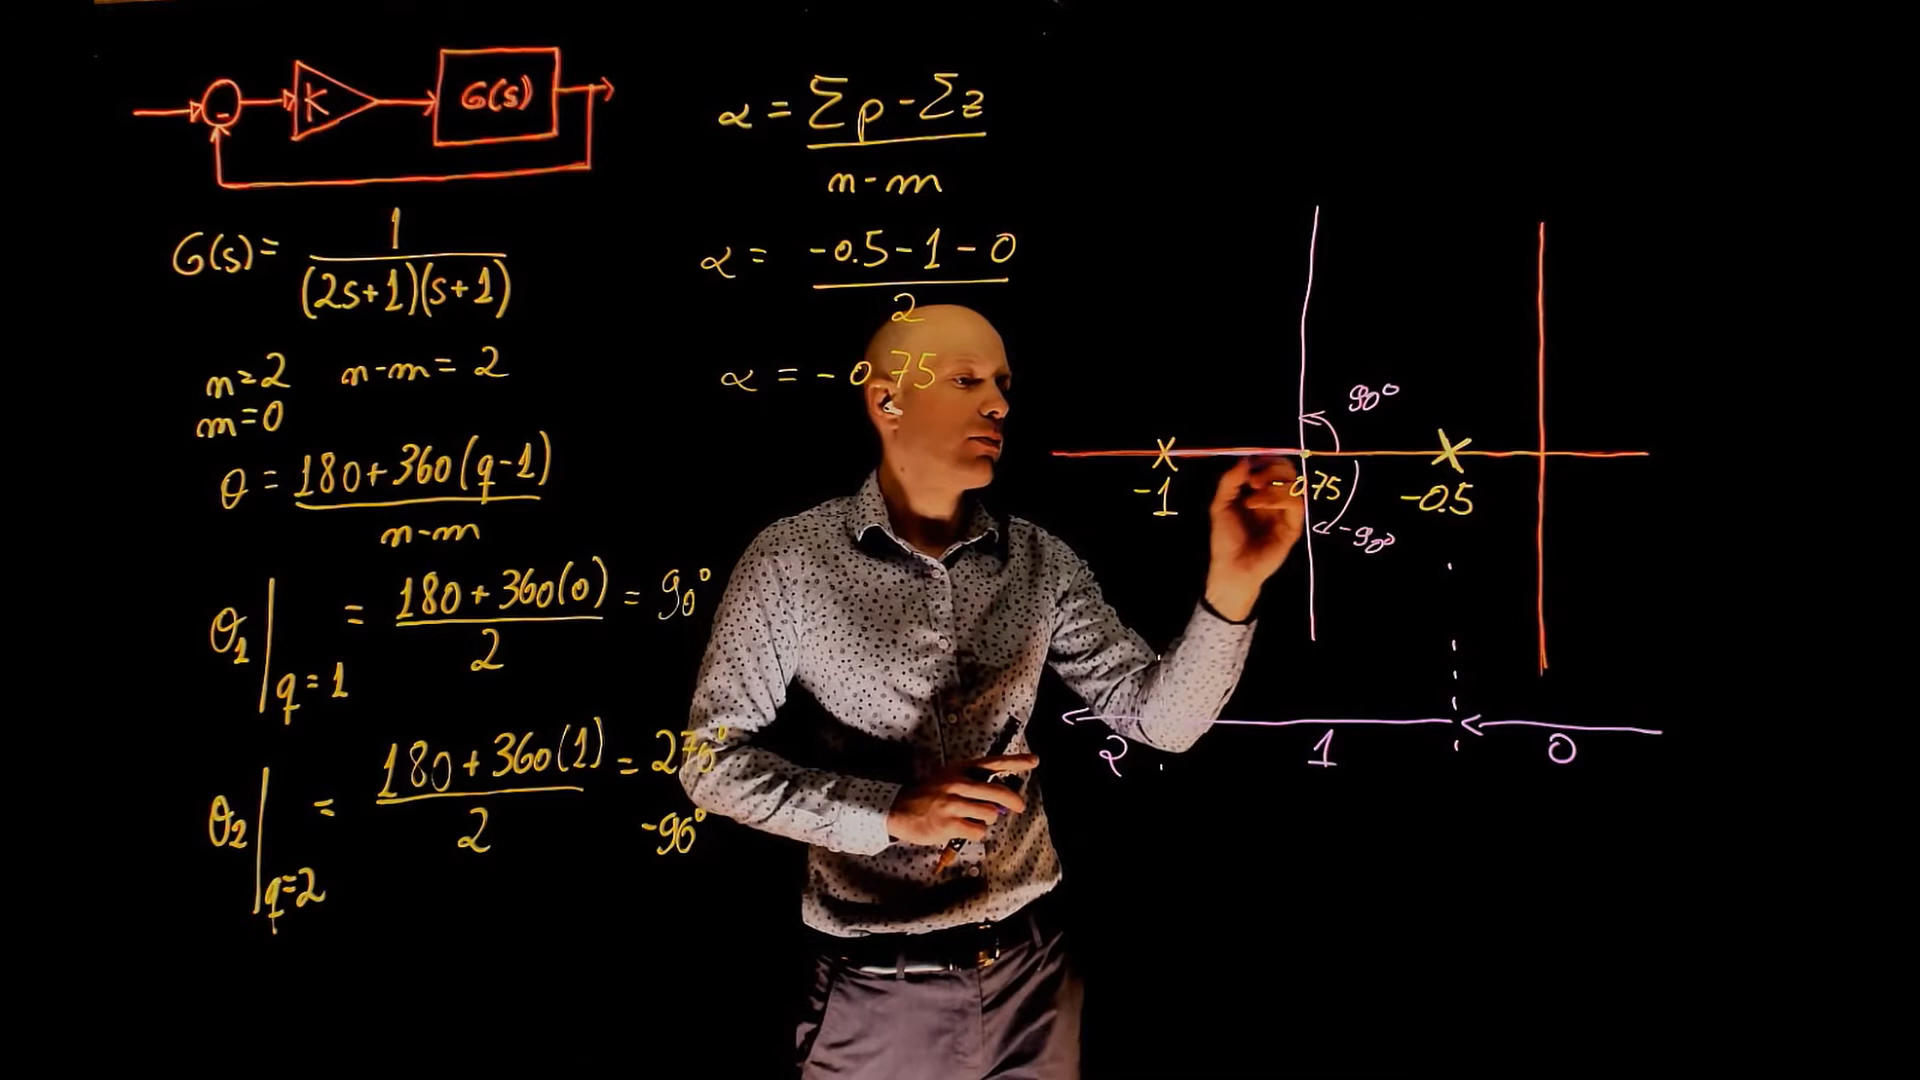 - K G(s)
G(s) = 1 / (2s+1)(s+1)
n=2 n-m = 2
m=0
θ = 180+360(q-1) / n-m
θ1 | q=1 = 180+360(0) / 2 = 90°
θ2 | q=2 = 180+360(1) / 2 = 270°
-90°
α = Σp-Σz / n-m
α = -0.5-1-0 / 2
α = -0.75
90°
-1 -0.75 -0.5
-90°
2 1 0